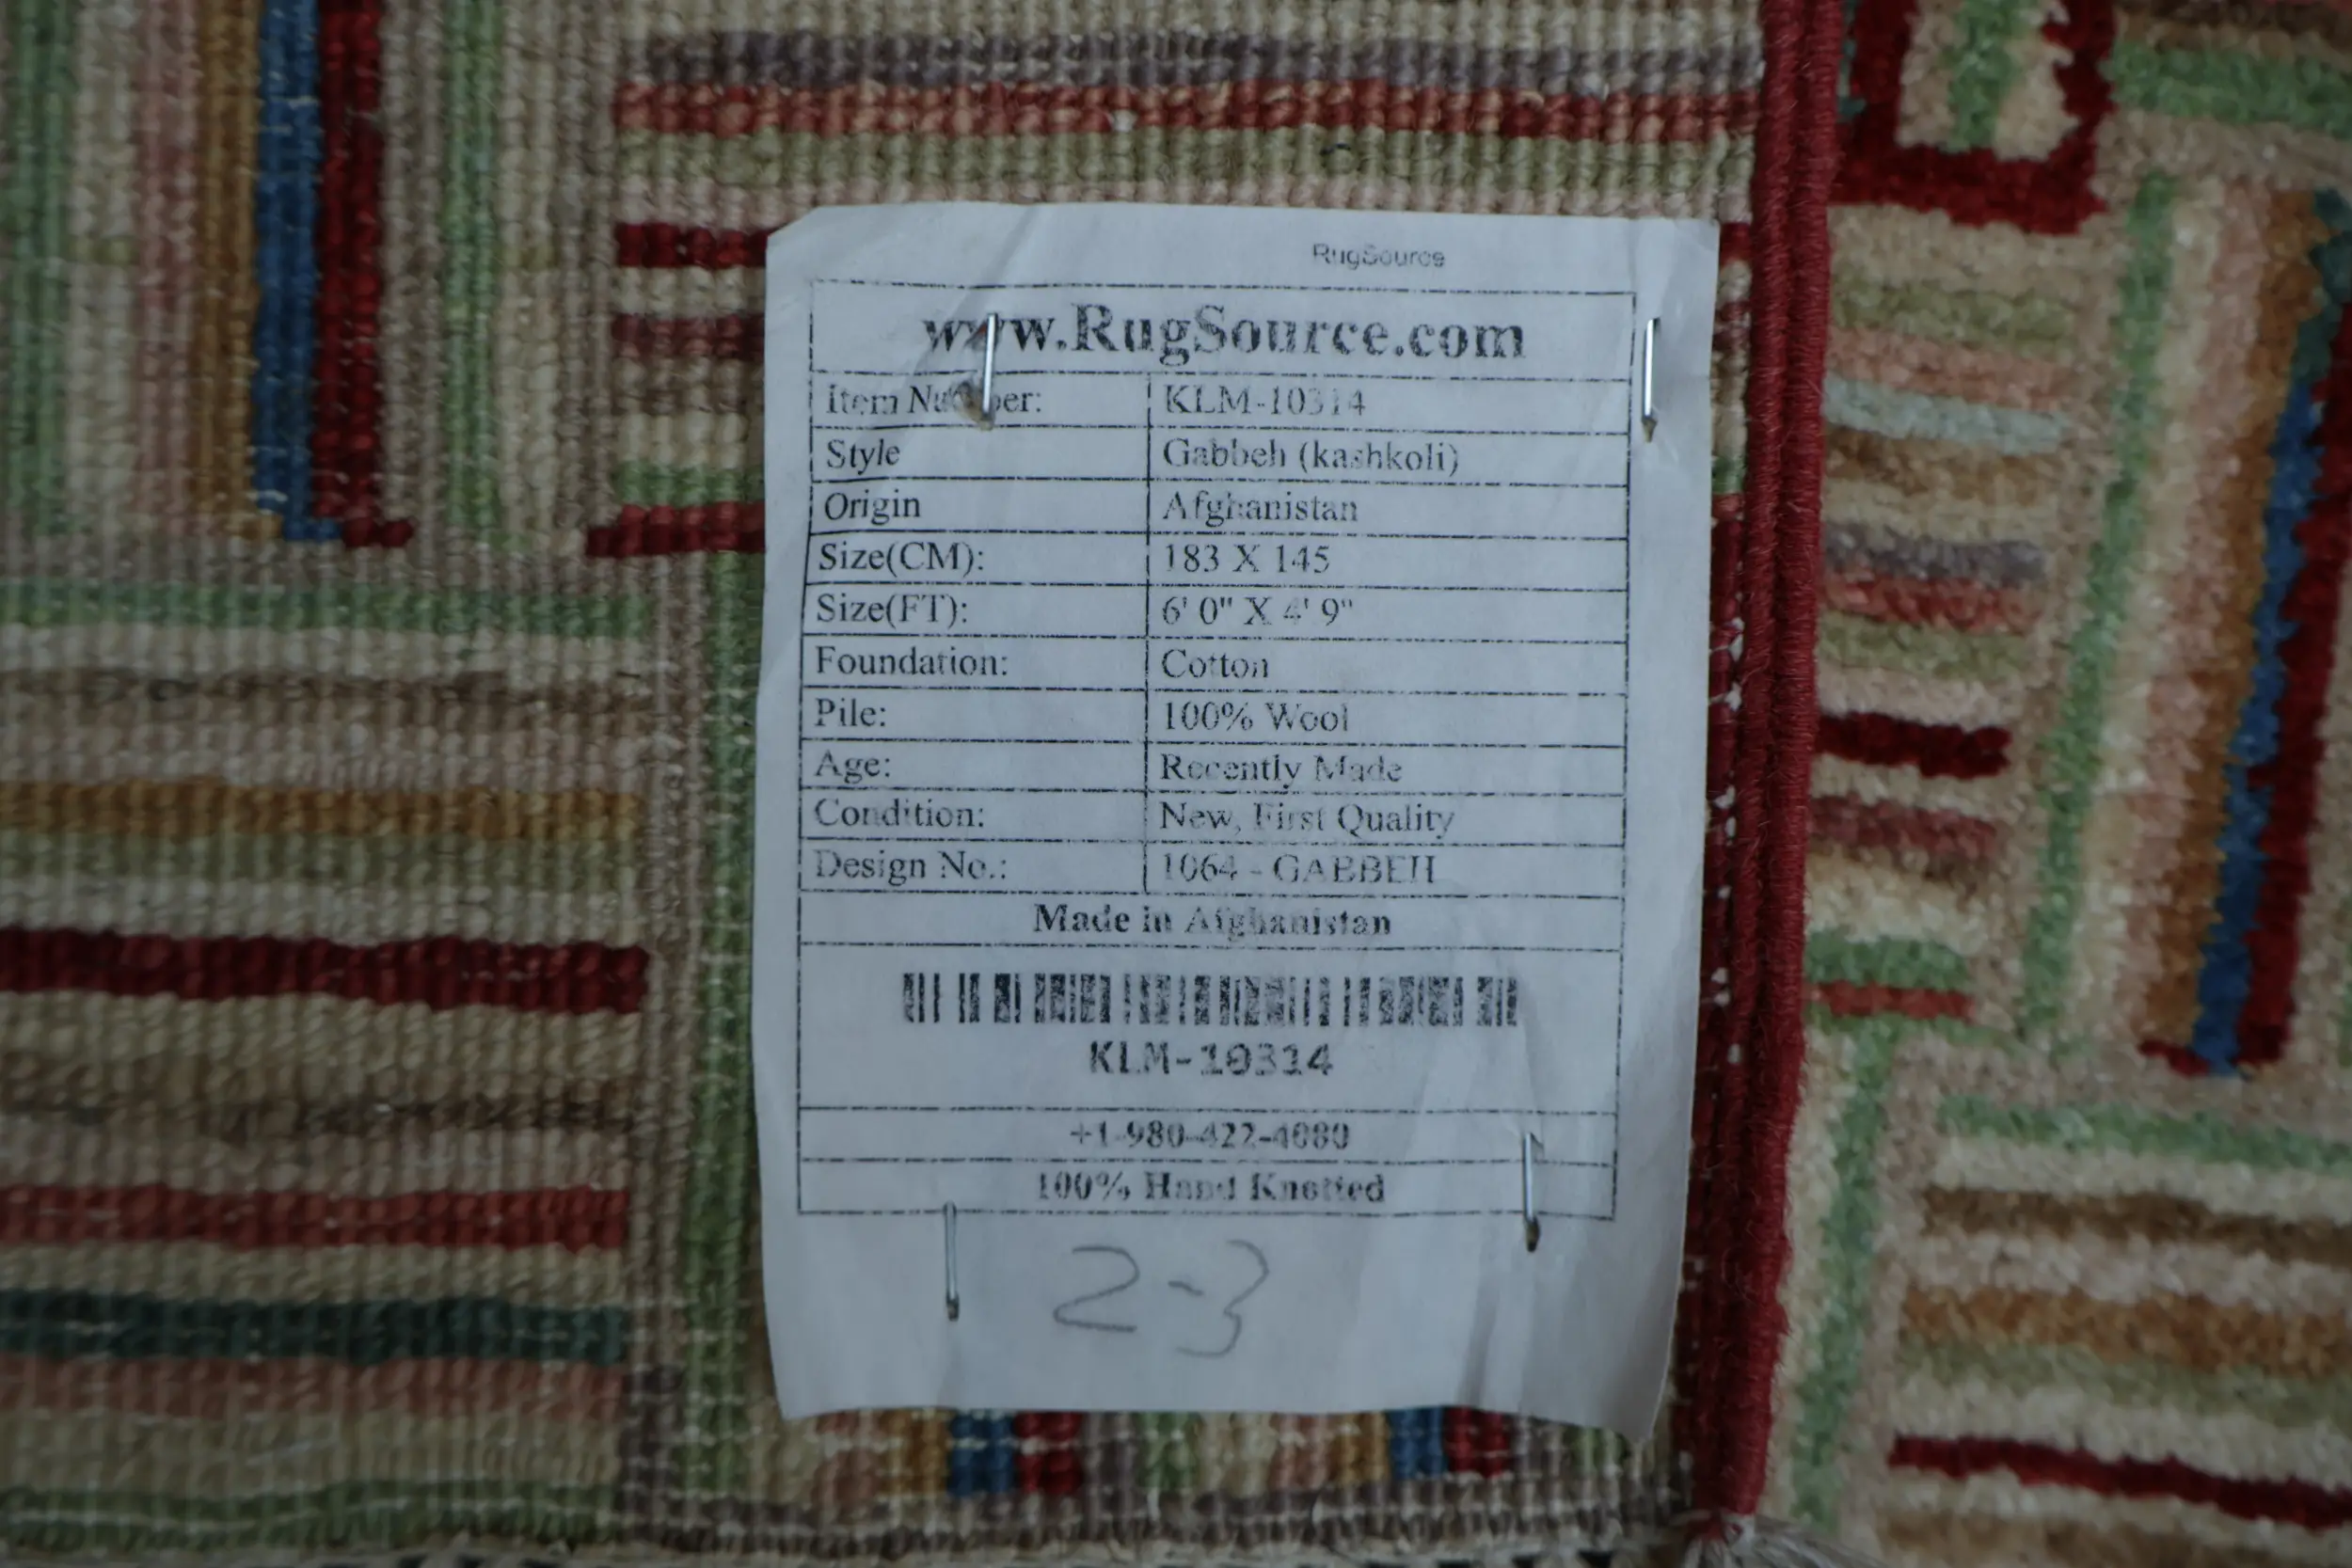 RugSource
www.RugSource.com
Item Number: KLM-10314
Style Gabbeh (kashkoli)
Origin Afghanistan
Size(CM): 183 X 145
Size(FT): 6' 0" X 4' 9"
Foundation: Cotton
Pile: 100% Wool
Age: Recently Made
Condition: New, First Quality
Design No.: 1064 - GABBEH
Made in Afghanistan
KLM-10314
+1-980-422-4080
100% Hand Knotted
2-3